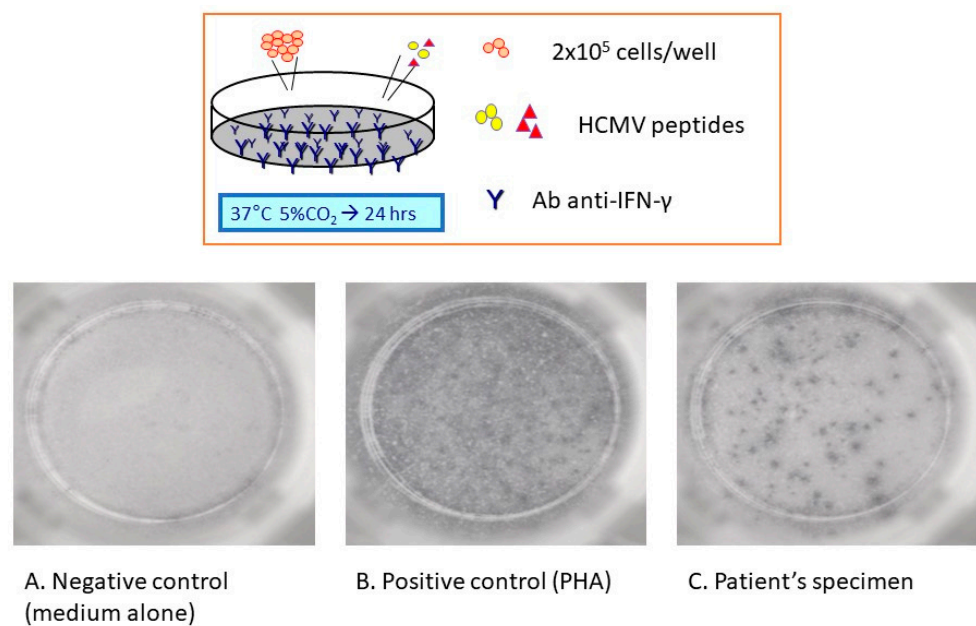 2x10⁵ cells/well
HCMV peptides
Ab anti-IFN-γ
37°C 5%CO₂ → 24 hrs
A. Negative control
(medium alone)
B. Positive control (PHA)
C. Patient's specimen